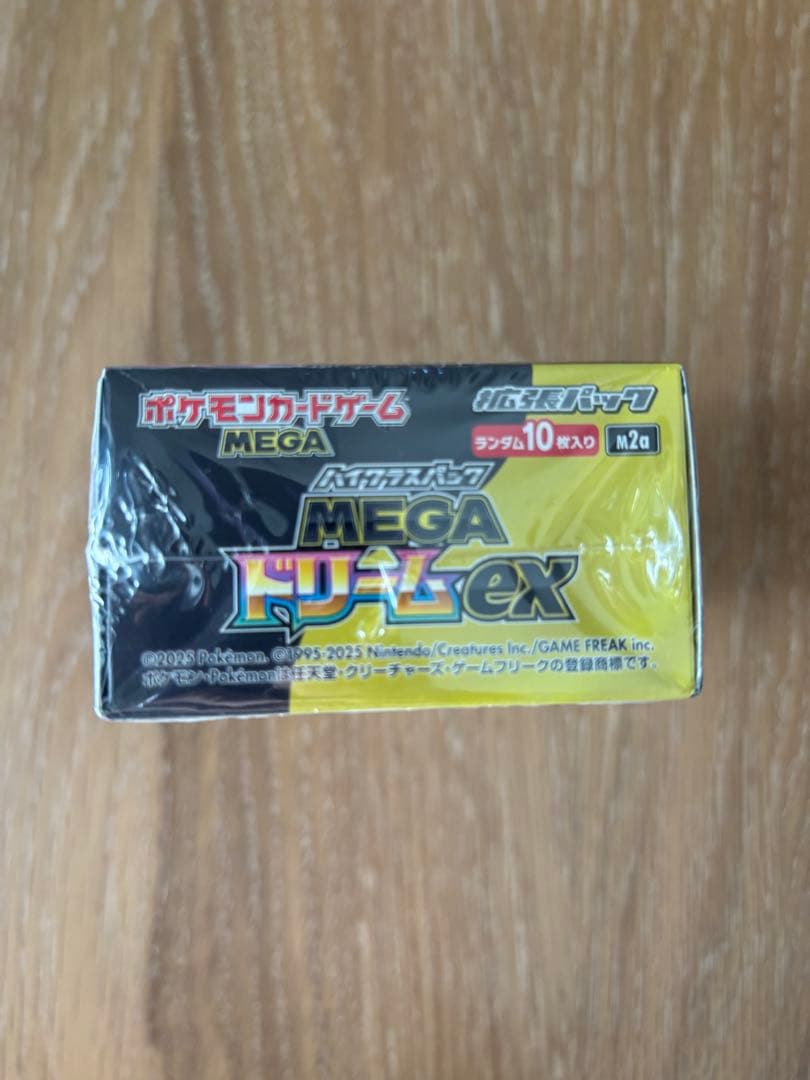 ポケモンカードゲーム
MEGA
拡張パック
ランダム10枚入り
M2a
ハイクラスパック
MEGA
ドリームex
©2025 Pokémon. ©1995-2025 Nintendo/Creatures Inc./GAME FREAK inc.
ポケモン・Pokémonは任天堂・クリーチャーズ・ゲームフリークの登録商標です。